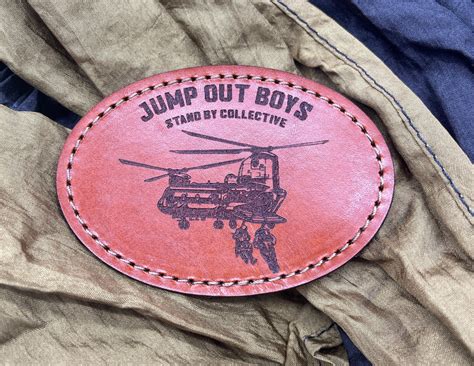 JUMP OUT BOYS
STAND BY COLLECTIVE